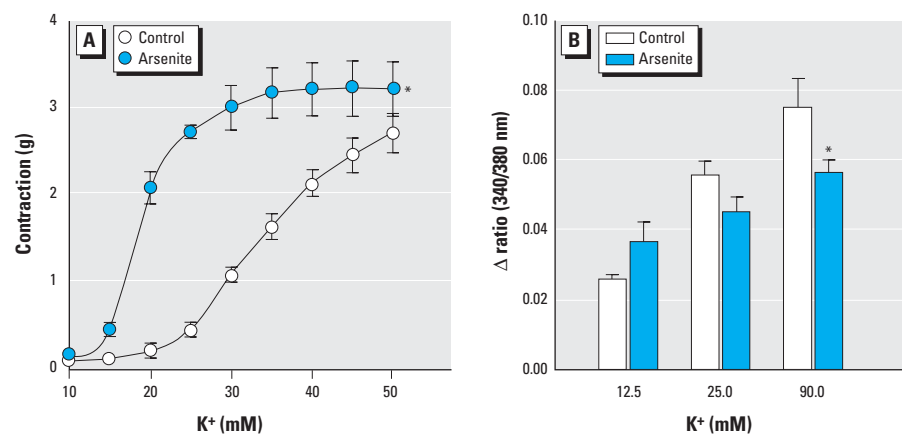 A
Control
Arsenite
4
3
2
1
0
*
10 20 30 40 50
K+ (mM)
Contraction (g)
B
Control
Arsenite
0.10
0.08
0.06
0.04
0.02
0.00
*
12.5 25.0 90.0
K+ (mM)
Δ ratio (340/380 nm)